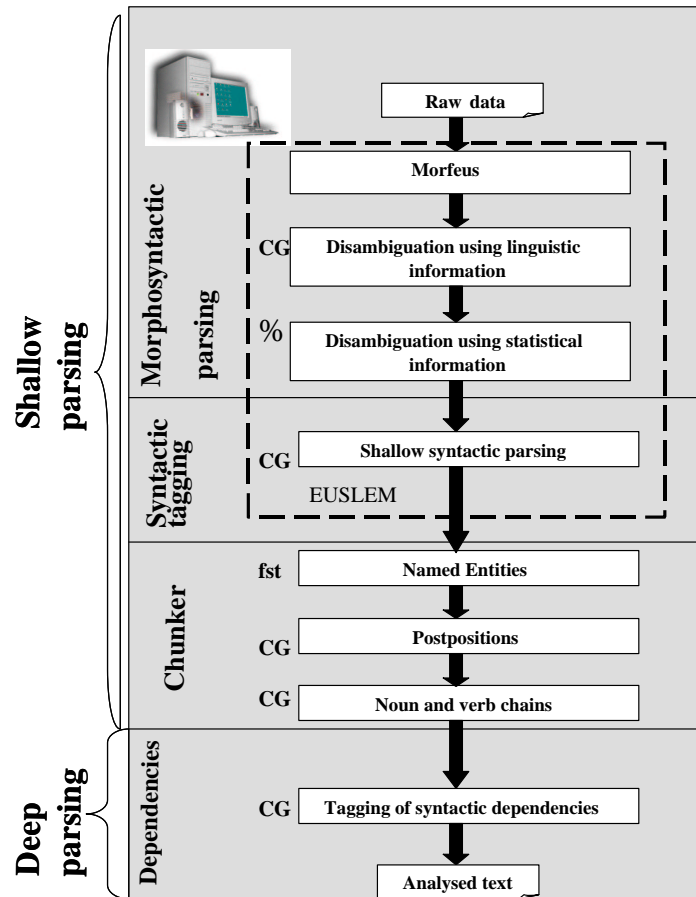 Raw data
Morfeus
CG
Disambiguation using linguistic
information
%
Disambiguation using statistical
information
Morphosyntactic
parsing
Shallow
parsing
CG
Shallow syntactic parsing
EUSLEM
Syntactic
tagging
fst
Named Entities
CG
Postpositions
CG
Noun and verb chains
Chunker
CG
Tagging of syntactic dependencies
Analysed text
Dependencies
Deep
parsing